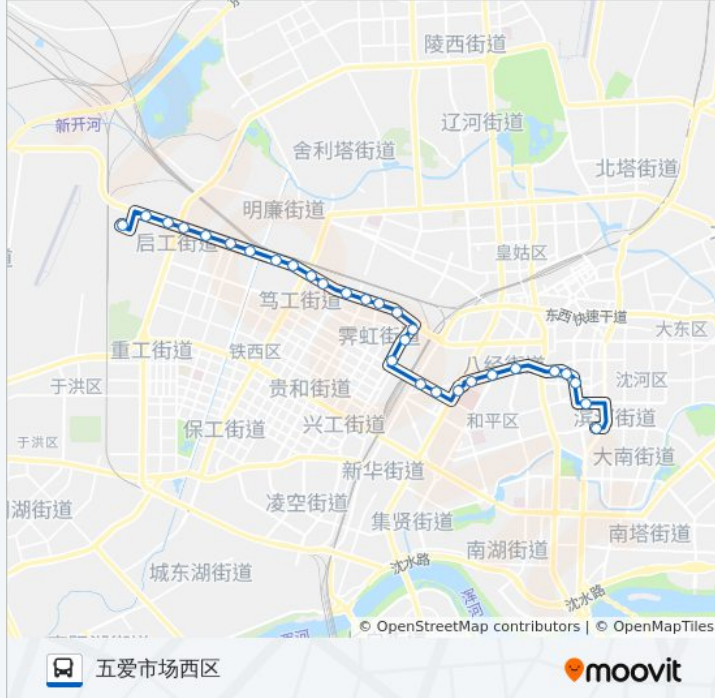 陵西街道
辽河街道
新开河
舍利塔街道
北塔街道
明廉街道
启工街道
皇姑区
笃工街道
东西快速干道
霁虹街道
大东区
重工街道
铁西区
八经街道
于洪区
贵和街道
沈河区
保工街道
兴工街道
和平区
滨河街道
于洪区
大南街道
新华街道
凌空街道
湖街道
集贤街道
南塔街道
南湖街道
沈水路
城东湖街道
沈水路
© OpenStreetMap contributors | © OpenMapTiles
五爱市场西区
moovit